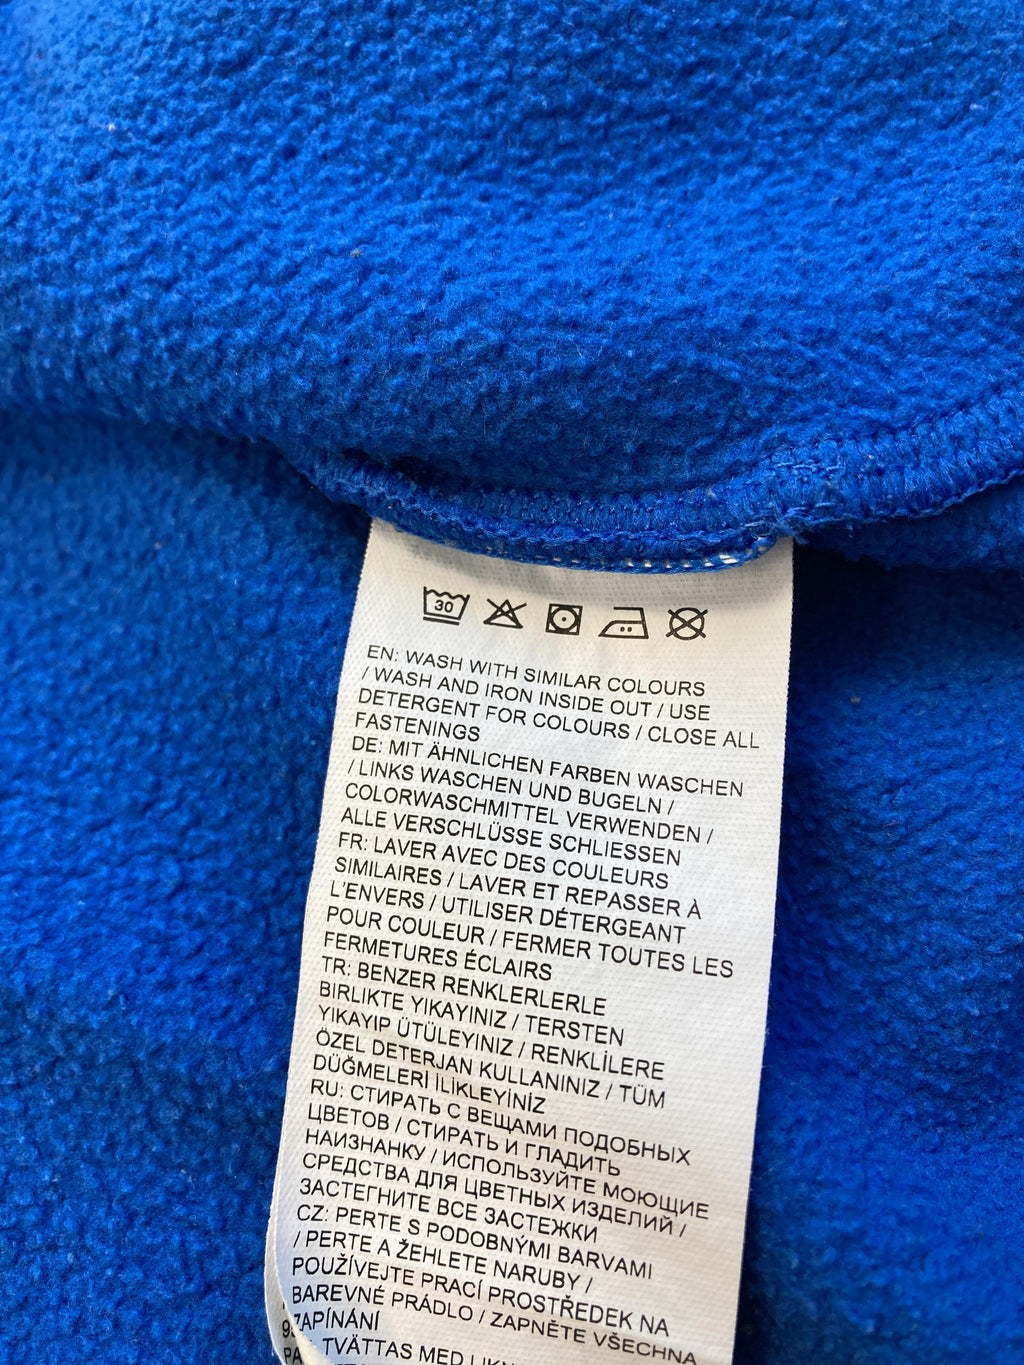 30
EN: WASH WITH SIMILAR COLOURS
/ WASH AND IRON INSIDE OUT / USE
DETERGENT FOR COLOURS / CLOSE ALL
FASTENINGS
DE: MIT ÄHNLICHEN FARBEN WASCHEN
/ LINKS WASCHEN UND BUGELN /
COLORWASCHMITTEL VERWENDEN /
ALLE VERSCHLÜSSE SCHLIESSEN
FR: LAVER AVEC DES COULEURS
SIMILAIRES / LAVER ET REPASSER À
L'ENVERS / UTILISER DÉTERGEANT
POUR COULEUR / FERMER TOUTES LES
FERMETURES ÉCLAIRS
TR: BENZER RENKLERLERLE
BIRLIKTE YIKAYINIZ / TERSTEN
YIKAYIP ÜTÜLEYINIZ / RENKLİLERE
ÖZEL DETERJAN KULLANINIZ / TÜM
DÜĞMELERİ İLİKLEYİNİZ
RU: СТИРАТЬ С ВЕЩАМИ ПОДОБНЫХ
ЦВЕТОВ / СТИРАТЬ И ГЛАДИТЬ
НАИЗНАНКУ / ИСПОЛЬЗУЙТЕ МОЮЩИЕ
СРЕДСТВА ДЛЯ ЦВЕТНЫХ ИЗДЕЛИЙ /
ЗАСТЕГНИТЕ ВСЕ ЗАСТЕЖКИ
CZ: PERTE S PODOBNÝMI BARVAMI
/ PERTE A ŽEHLETE NARUBY /
POUŽÍVEJTE PRACÍ PROSTŘEDEK NA
BAREVNÉ PRÁDLO / ZAPNĚTE VŠECHNA
ZAPÍNÁNÍ
TVÄTTAS MED